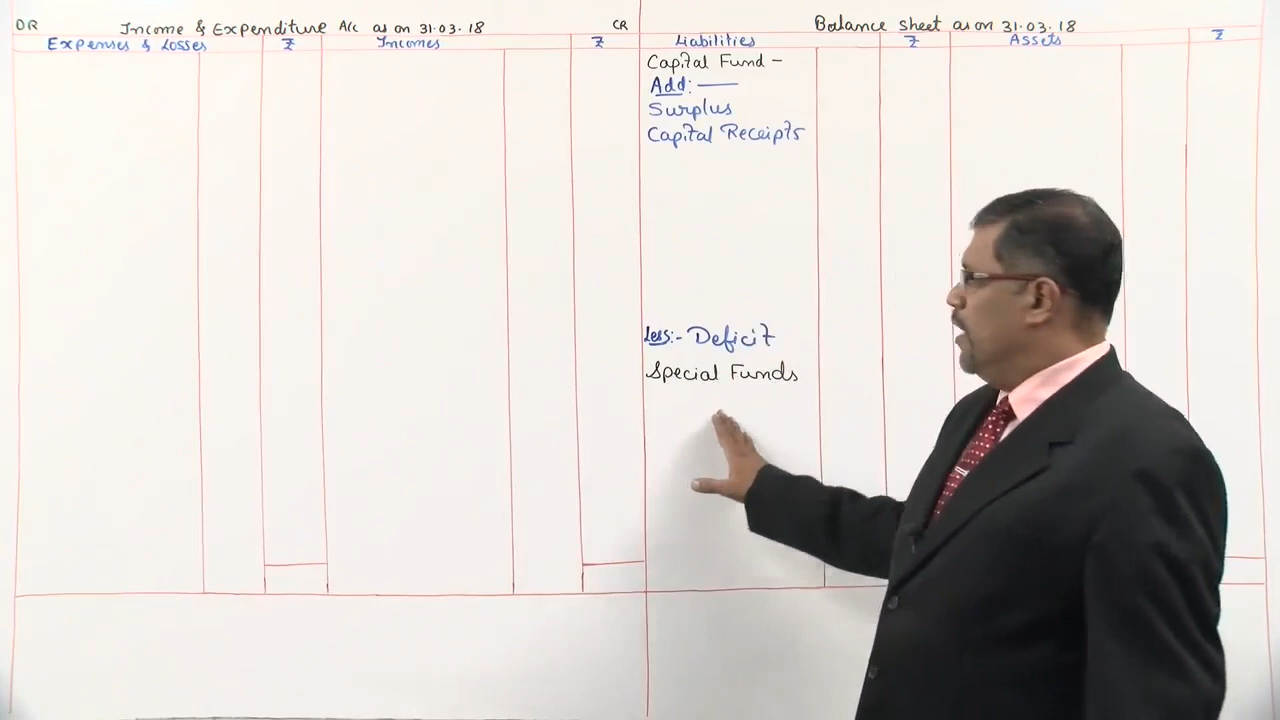 DR Income & Expenditure A/c as on 31.03.18 CR
Expenses & Losses ₹ Incomes ₹
Balance Sheet as on 31.03.18
Liabilities ₹ Assets ₹
Capital Fund -
Add: —
Surplus
Capital Receipts
Less:- Deficit
Special Funds